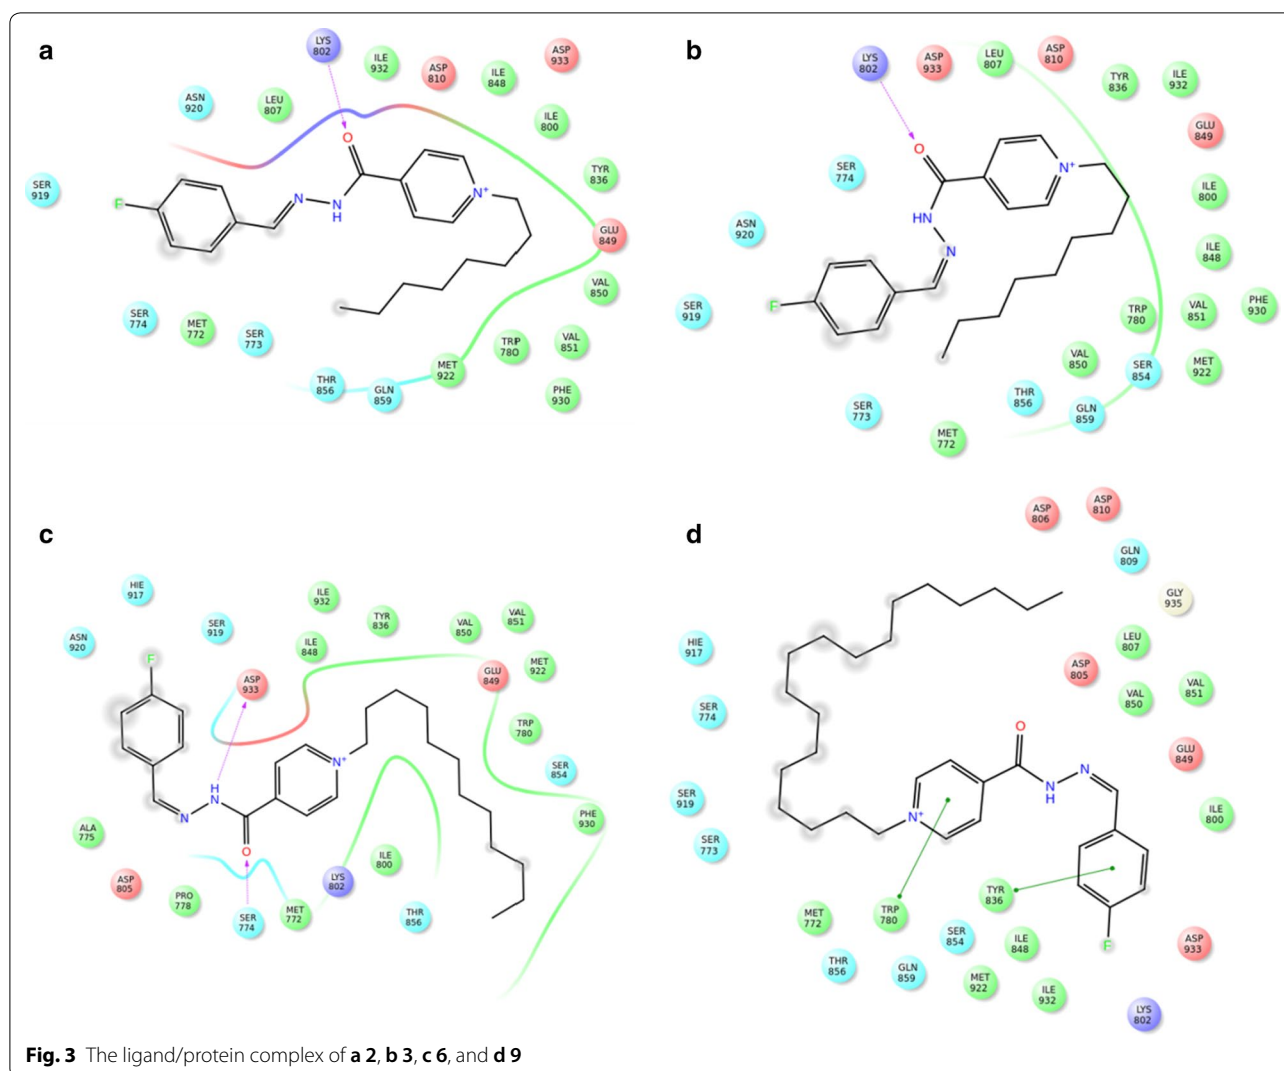 a
LYS
802
ILE
932
ASP
810
ILE
848
ASP
933
ASN
920
LEU
807
ILE
800
O
TYR
836
SER
919
F
N
N
H
N+
GLU
849
VAL
850
SER
774
MET
772
SER
773
TRP
780
VAL
851
THR
856
GLN
859
MET
922
PHE
930
b
LYS
802
ASP
933
LEU
807
ASP
810
TYR
836
ILE
932
GLU
849
O
SER
774
N+
ILE
800
HN
N
ASN
920
ILE
848
SER
919
F
TRP
780
VAL
851
PHE
930
VAL
850
SER
854
MET
922
THR
856
GLN
859
SER
773
MET
772
c
HIE
917
ILE
932
TYR
836
VAL
850
VAL
851
ASN
920
SER
919
ILE
848
F
ASP
933
GLU
849
MET
922
TRP
780
N+
SER
854
H
N
N
PHE
930
ALA
775
O
ILE
800
ASP
805
PRO
778
LYS
802
SER
774
MET
772
THR
856
d
ASP
806
ASP
810
GLN
809
GLY
935
HIE
917
LEU
807
ASP
805
SER
774
VAL
850
VAL
851
O
GLU
849
N
N
H
SER
919
N+
ILE
800
SER
773
TYR
836
MET
772
TRP
780
SER
854
ILE
848
F
ASP
933
THR
856
GLN
859
MET
922
ILE
932
LYS
802
Fig. 3 The ligand/protein complex of a 2, b 3, c 6, and d 9